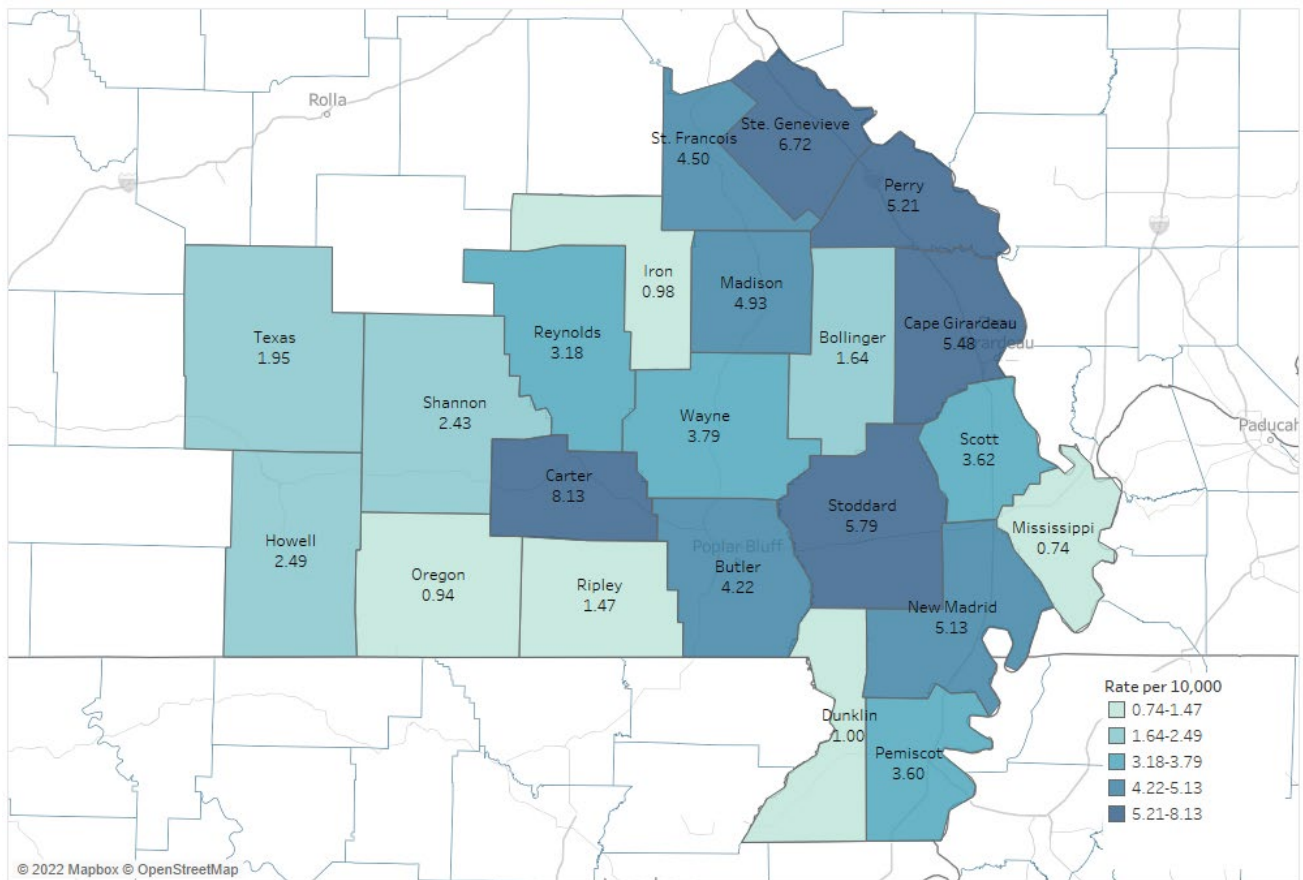 Rolla
Ste. Genevieve
6.72
St. Francois
4.50
Perry
5.21
Iron
0.98
Madison
4.93
Texas
1.95
Reynolds
3.18
Bollinger
1.64
Cape Girardeau
5.48
Girardeau
Shannon
2.43
Wayne
3.79
Scott
3.62
Paducah
Carter
8.13
Stoddard
5.79
Mississippi
0.74
Howell
2.49
Oregon
0.94
Ripley
1.47
Poplar Bluff
Butler
4.22
New Madrid
5.13
Dunklin
1.00
Pemiscot
3.60
Rate per 10,000
0.74-1.47
1.64-2.49
3.18-3.79
4.22-5.13
5.21-8.13
© 2022 Mapbox © OpenStreetMap